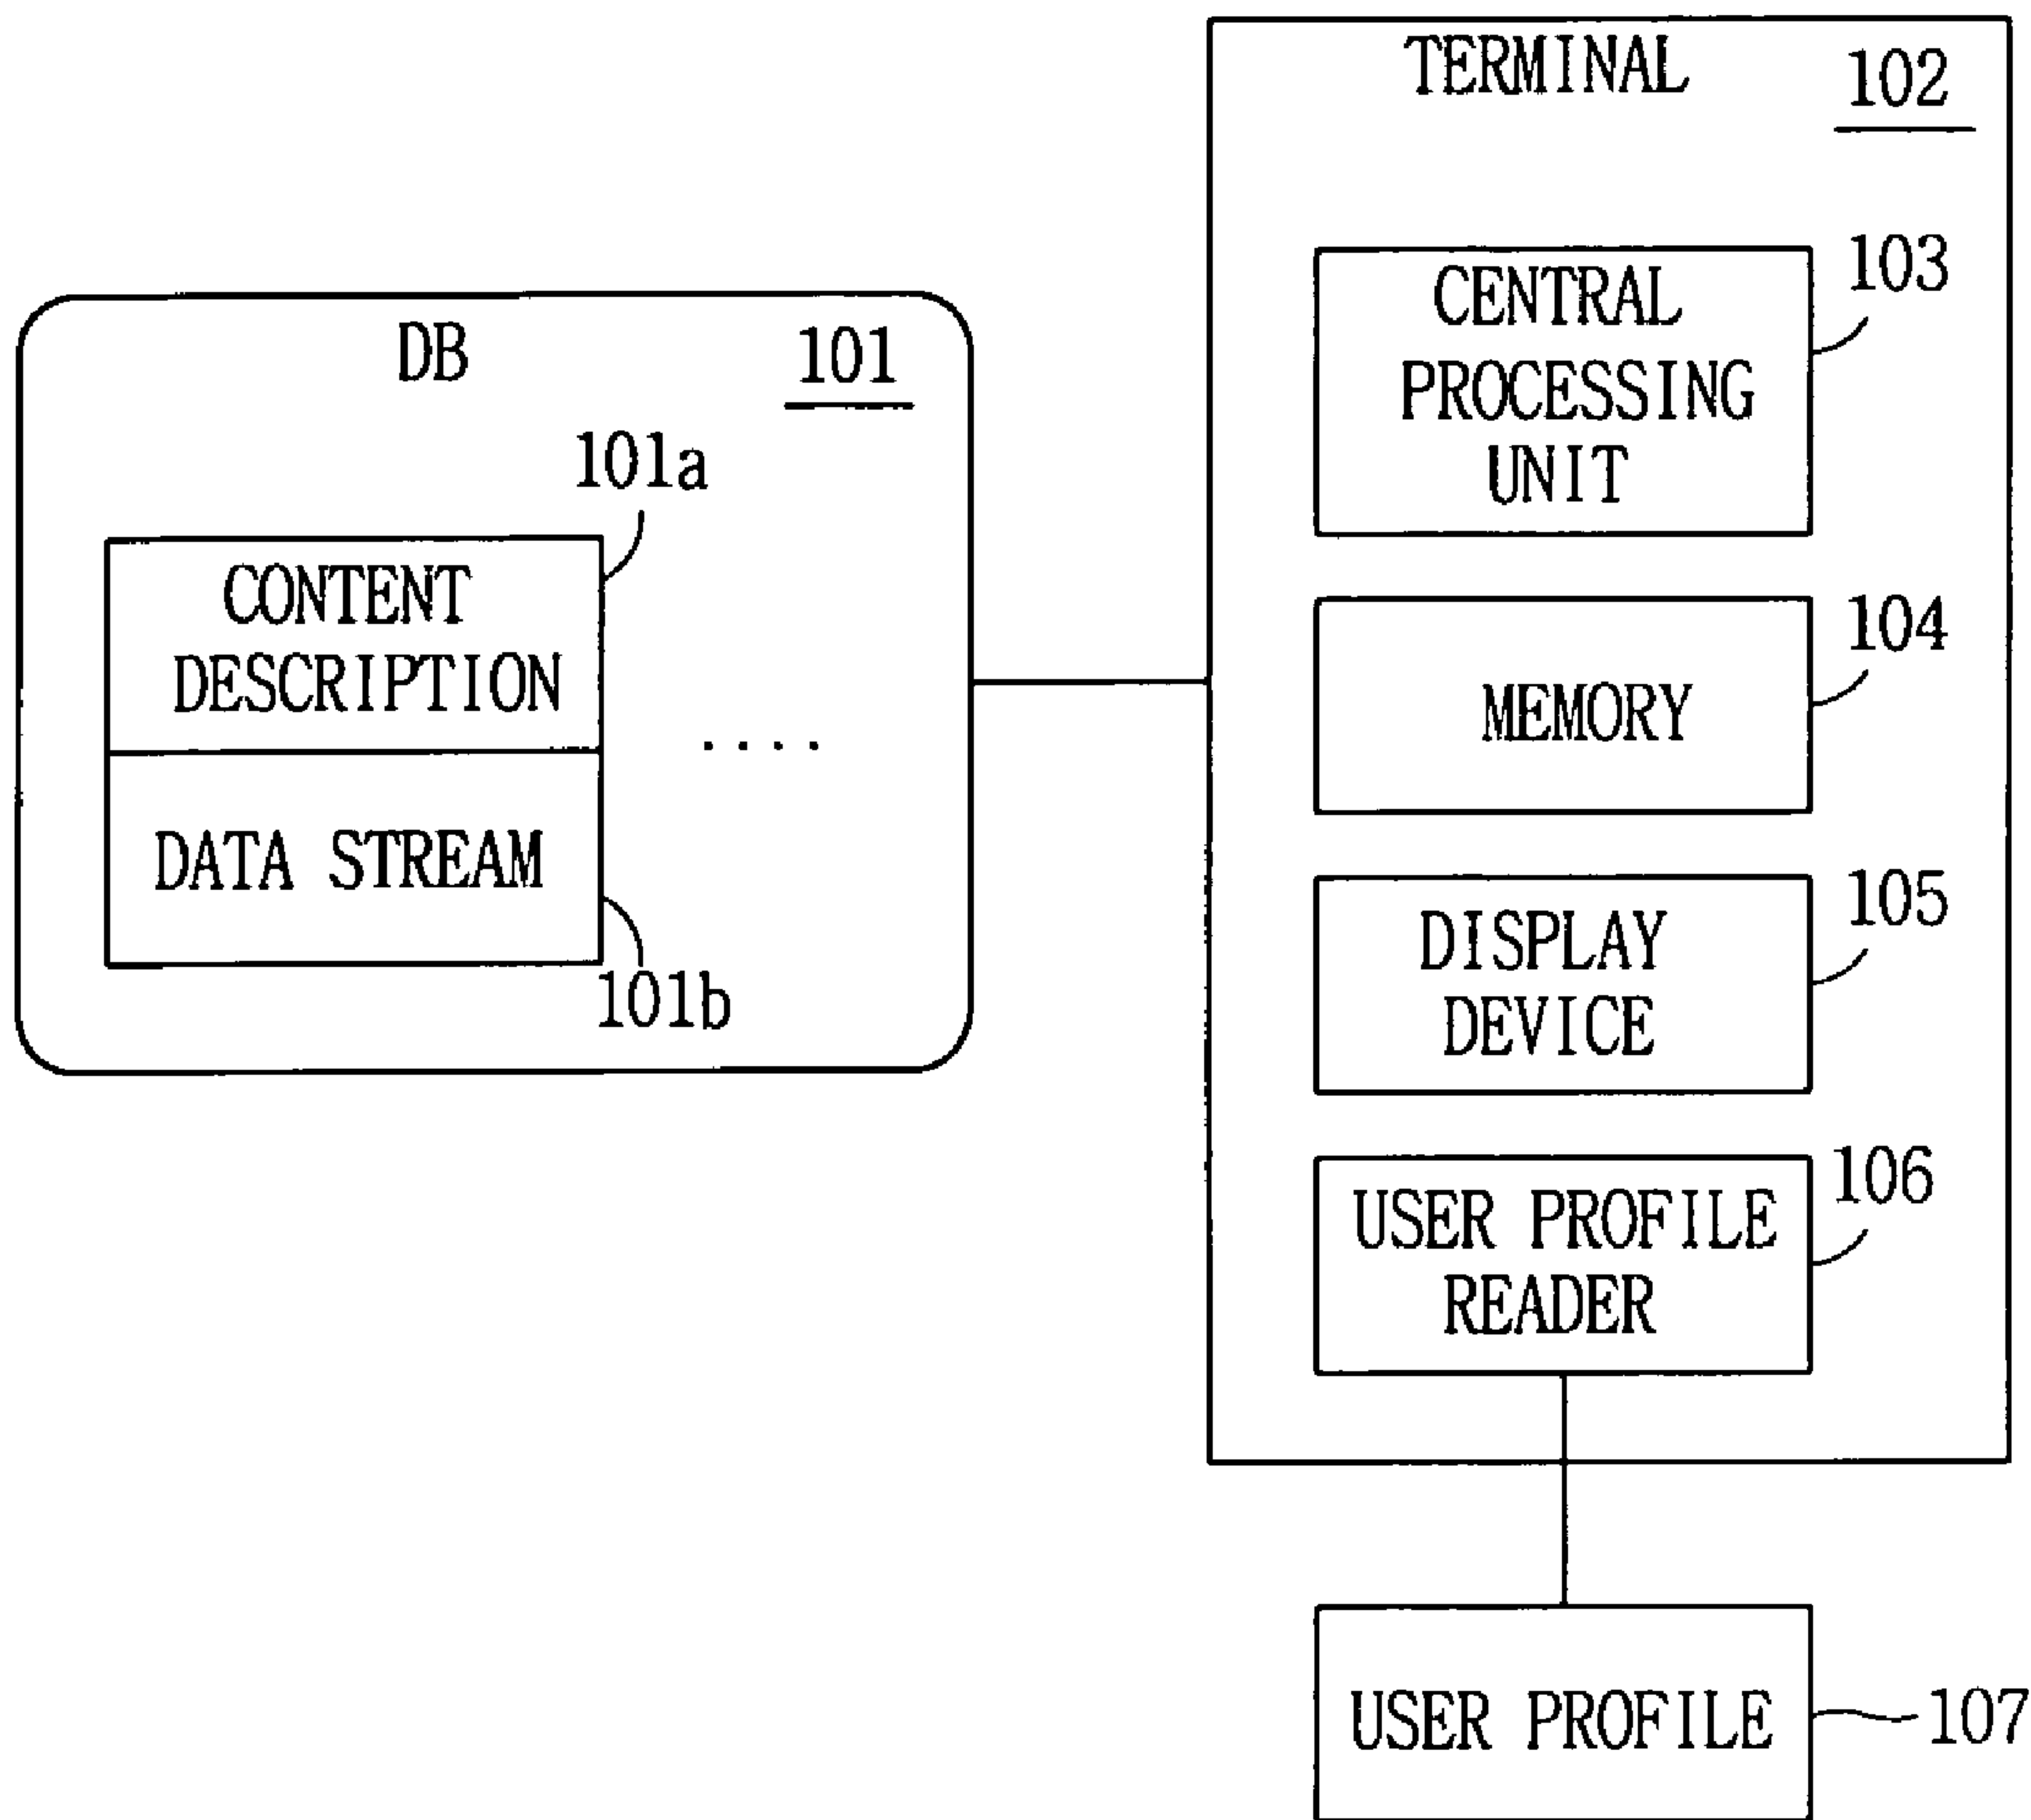 DB
101
101a
CONTENT
DESCRIPTION
....
DATA STREAM
101b
TERMINAL
102
CENTRAL
PROCESSING
UNIT
103
MEMORY
104
DISPLAY
DEVICE
105
USER PROFILE
READER
106
USER PROFILE
107